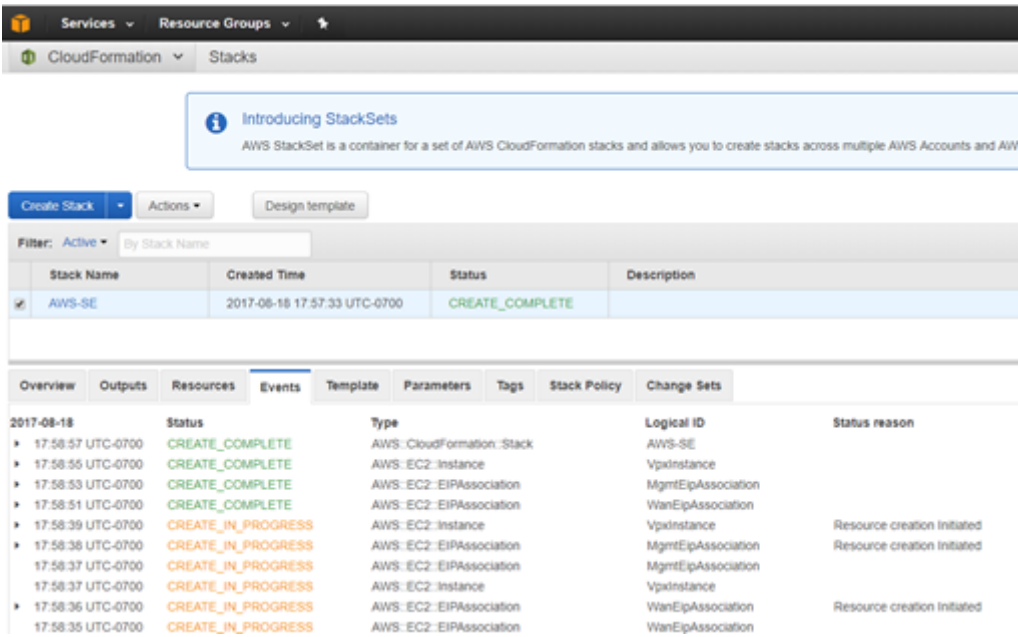 Services Resource Groups
CloudFormation Stacks
Introducing StackSets
AWS StackSet is a container for a set of AWS CloudFormation stacks and allows you to create stacks across multiple AWS Accounts and AW
Create Stack Actions Design template
Filter: Active By Stack Name
Stack Name Created Time Status Description
AWS-SE 2017-08-18 17:57:33 UTC-0700 CREATE_COMPLETE
Overview Outputs Resources Events Template Parameters Tags Stack Policy Change Sets
2017-08-18 Status Type Logical ID Status reason
17:58:57 UTC-0700 CREATE_COMPLETE AWS::CloudFormation::Stack AWS-SE
17:58:55 UTC-0700 CREATE_COMPLETE AWS::EC2::Instance VpxInstance
17:58:53 UTC-0700 CREATE_COMPLETE AWS::EC2::EIPAssociation MgmtEipAssociation
17:58:51 UTC-0700 CREATE_COMPLETE AWS::EC2::EIPAssociation WanEipAssociation
17:58:39 UTC-0700 CREATE_IN_PROGRESS AWS::EC2::Instance VpxInstance Resource creation Initiated
17:58:38 UTC-0700 CREATE_IN_PROGRESS AWS::EC2::EIPAssociation MgmtEipAssociation Resource creation Initiated
17:58:37 UTC-0700 CREATE_IN_PROGRESS AWS::EC2::EIPAssociation MgmtEipAssociation
17:58:37 UTC-0700 CREATE_IN_PROGRESS AWS::EC2::Instance VpxInstance
17:58:36 UTC-0700 CREATE_IN_PROGRESS AWS::EC2::EIPAssociation WanEipAssociation Resource creation Initiated
17:58:35 UTC-0700 CREATE_IN_PROGRESS AWS::EC2::EIPAssociation WanEipAssociation